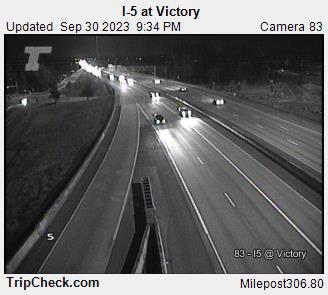 I-5 at Victory
Updated Sep 30 2023 9:34 PM
Camera 83
T
S
83 - I5 @ Victory
TripCheck.com
Milepost306.80